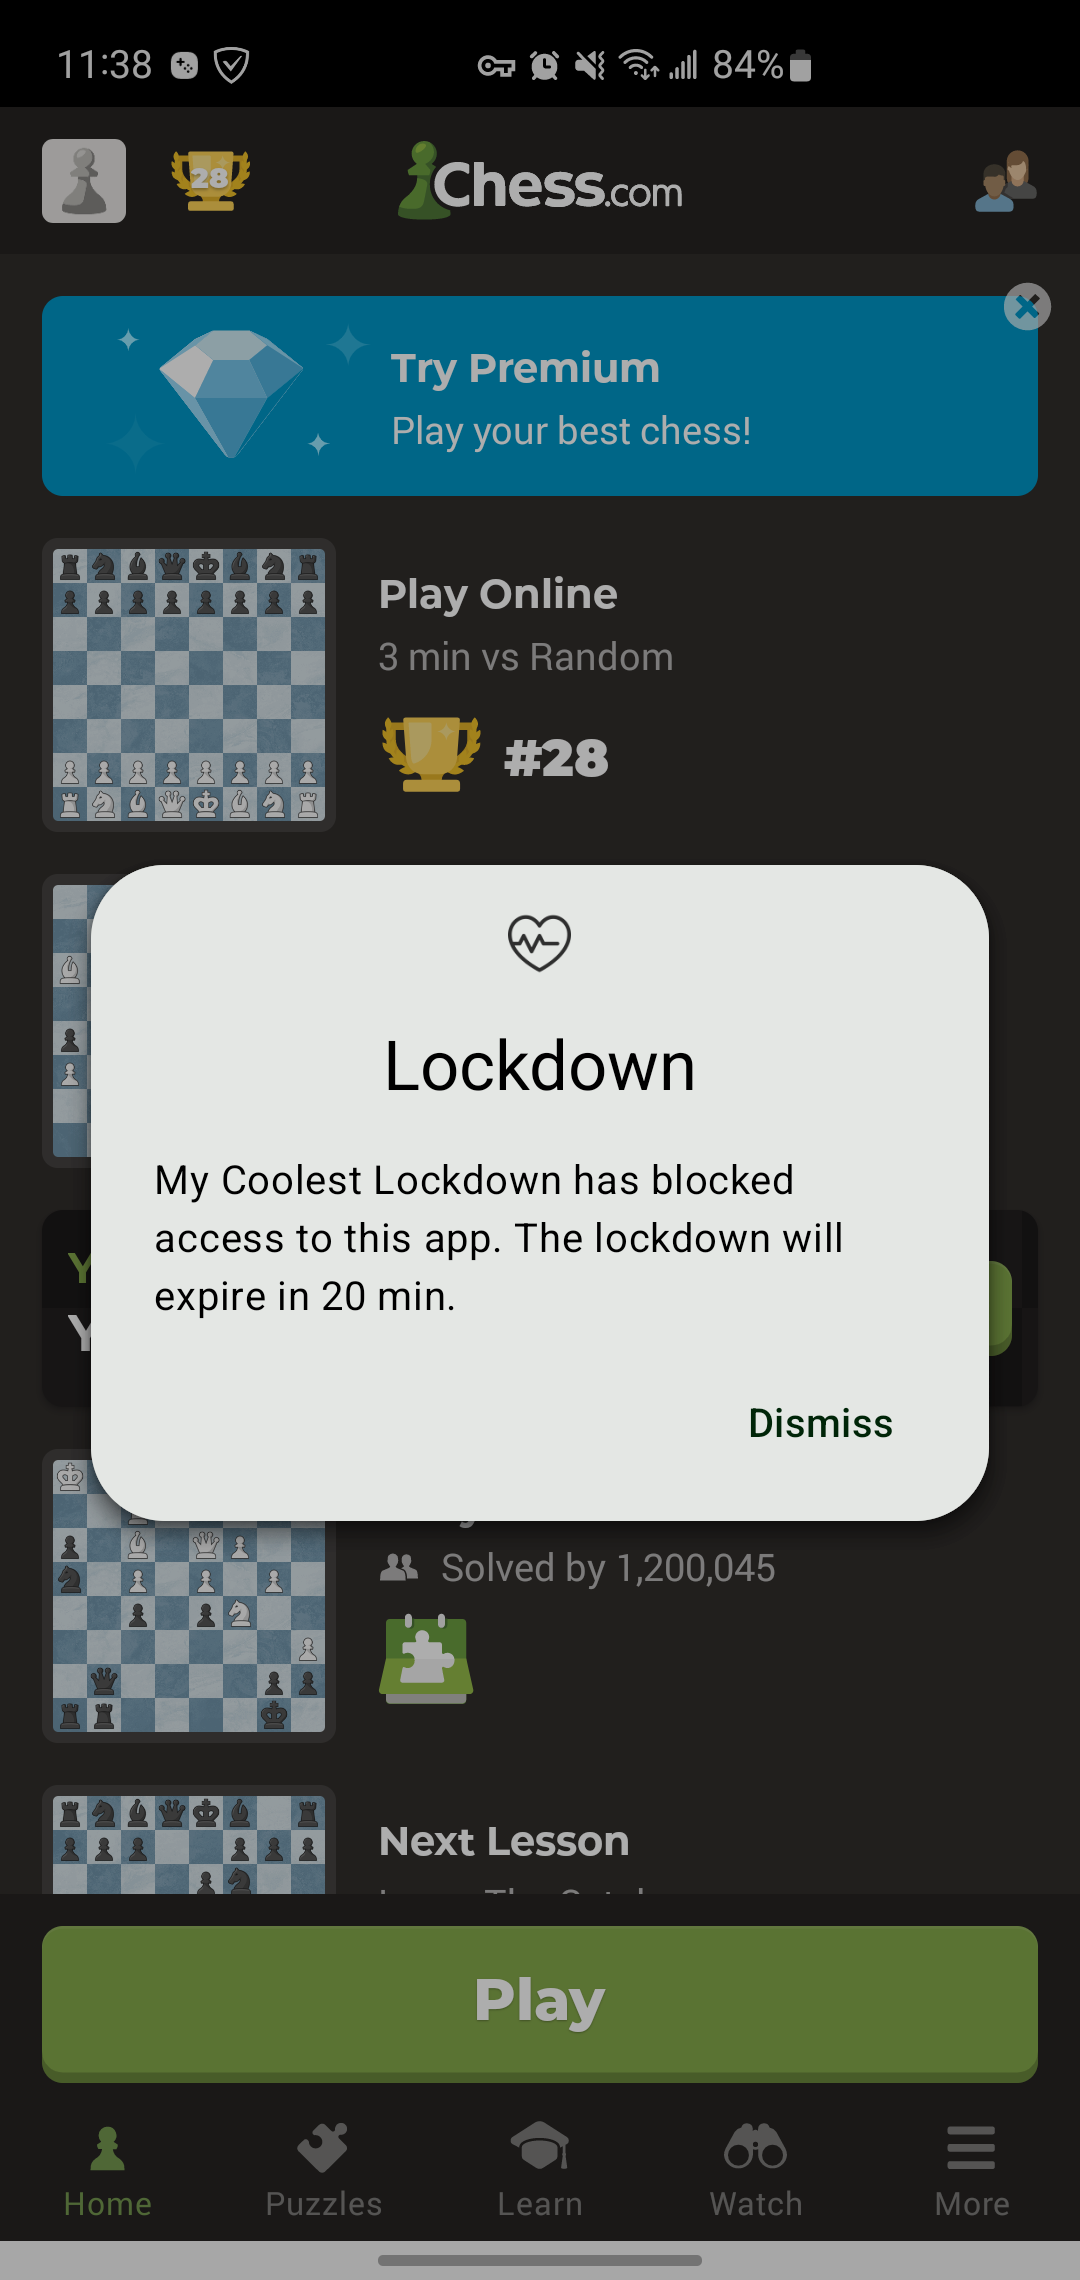 11:38
84%
28
Chess.com
Try Premium
Play your best chess!
Play Online
3 min vs Random
#28
Lockdown
My Coolest Lockdown has blocked
access to this app. The lockdown will
expire in 20 min.
Dismiss
Solved by 1,200,045
Next Lesson
Play
Home
Puzzles
Learn
Watch
More